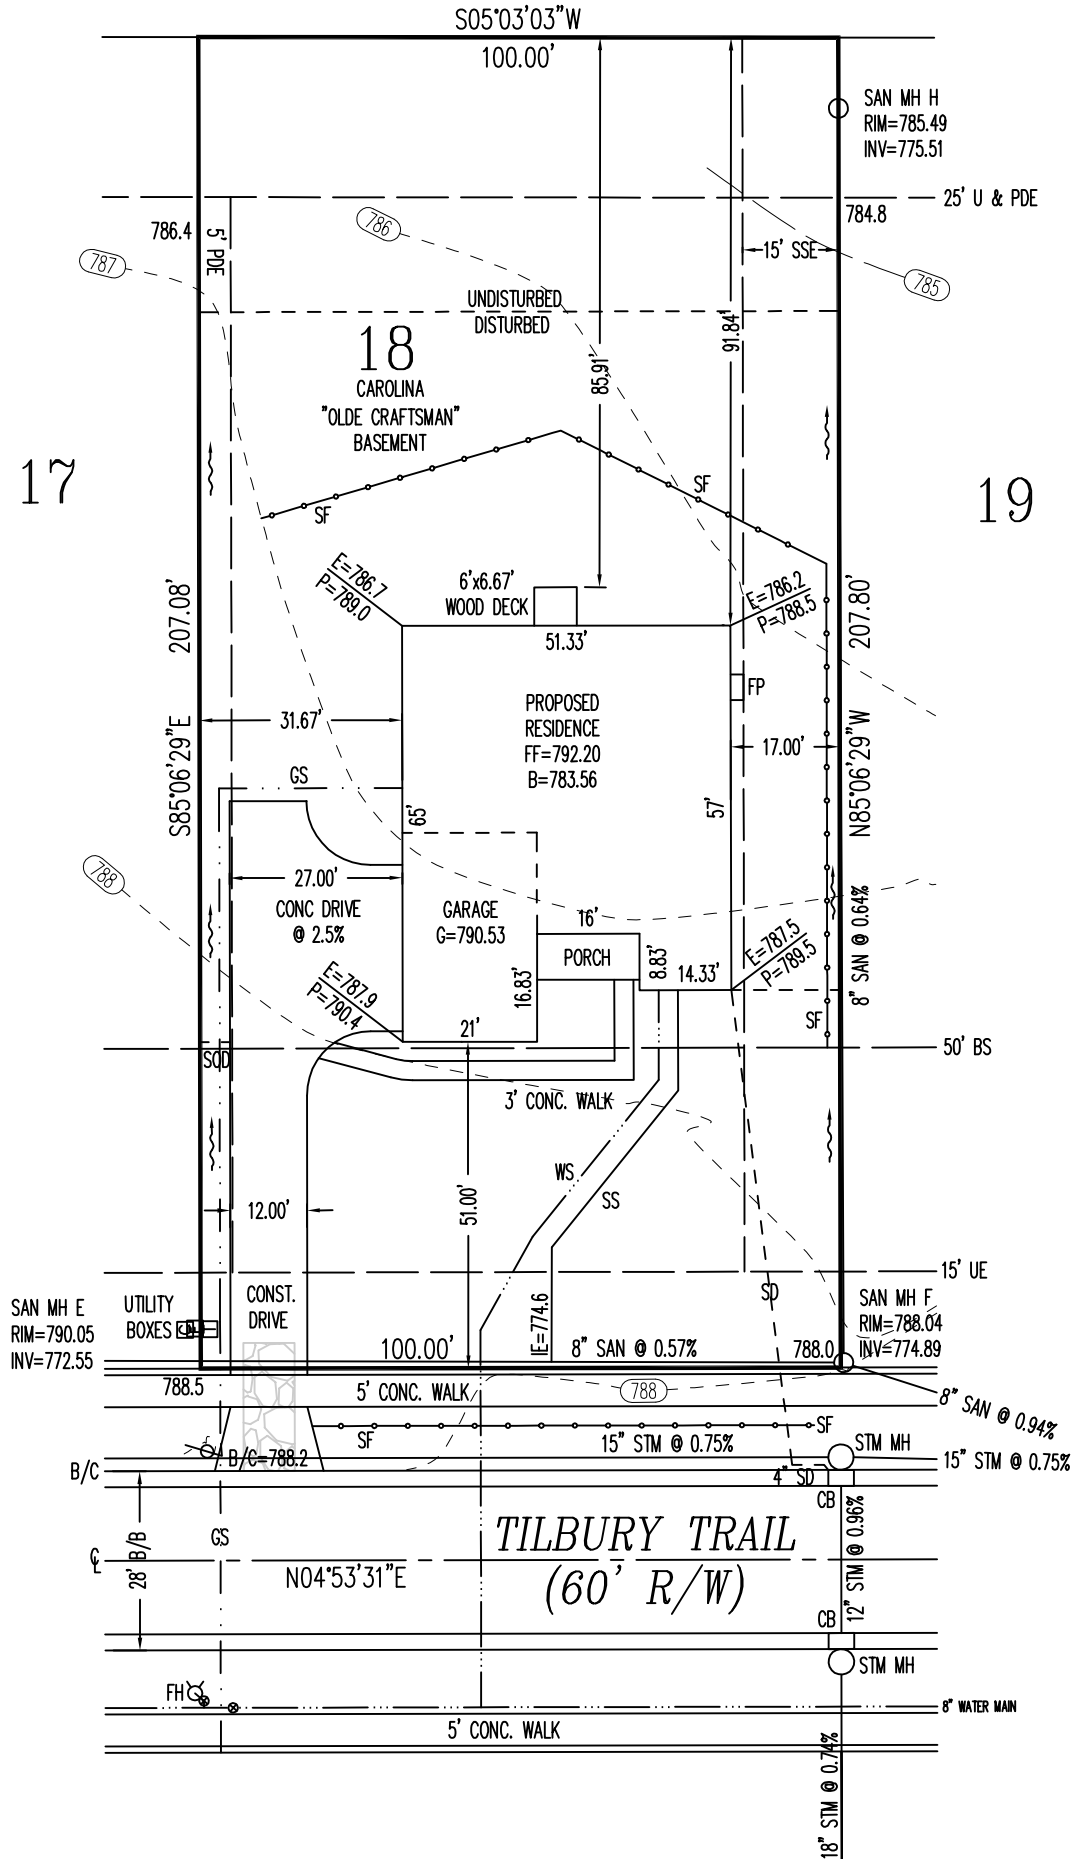 S05°03'03"W
100.00'
SAN MH H
RIM=785.49
INV=775.51
25' U & PDE
786.4
5' PDE
786
784.8
15' SSE
787
785
UNDISTURBED
DISTURBED
91.84'
85.91'
18
CAROLINA
"OLDE CRAFTSMAN"
BASEMENT
17
19
SF
SF
E=786.7
P=789.0
6'x6.67'
WOOD DECK
E=786.2
P=788.5
207.08'
207.80'
51.33'
FP
PROPOSED
RESIDENCE
FF=792.20
B=783.56
31.67'
17.00'
S85°06'29"E
N85°06'29"W
GS
65'
57'
788
27.00'
CONC DRIVE
@ 2.5%
GARAGE
G=790.53
16'
PORCH
8.83'
14.33'
16.83'
8" SAN @ 0.64%
E=787.5
P=789.5
E=787.9
P=790.4
21'
SF
SOD
50' BS
3' CONC. WALK
WS
SS
12.00'
51.00'
15' UE
SD
SAN MH E
RIM=790.05
INV=772.55
UTILITY
BOXES
CONST.
DRIVE
IE=774.6
SAN MH F
RIM=788.04
INV=774.89
100.00'
8" SAN @ 0.57%
788.0
788.5
5' CONC. WALK
788
8" SAN @ 0.94%
SF
SF
B/C=788.2
15" STM @ 0.75%
STM MH
15" STM @ 0.75%
B/C
4" SD
CB
28' B/B
GS
TILBURY TRAIL
(60' R/W)
N04°53'31"E
12" STM @ 0.96%
CB
STM MH
FH
8" WATER MAIN
5' CONC. WALK
18" STM @ 0.74%